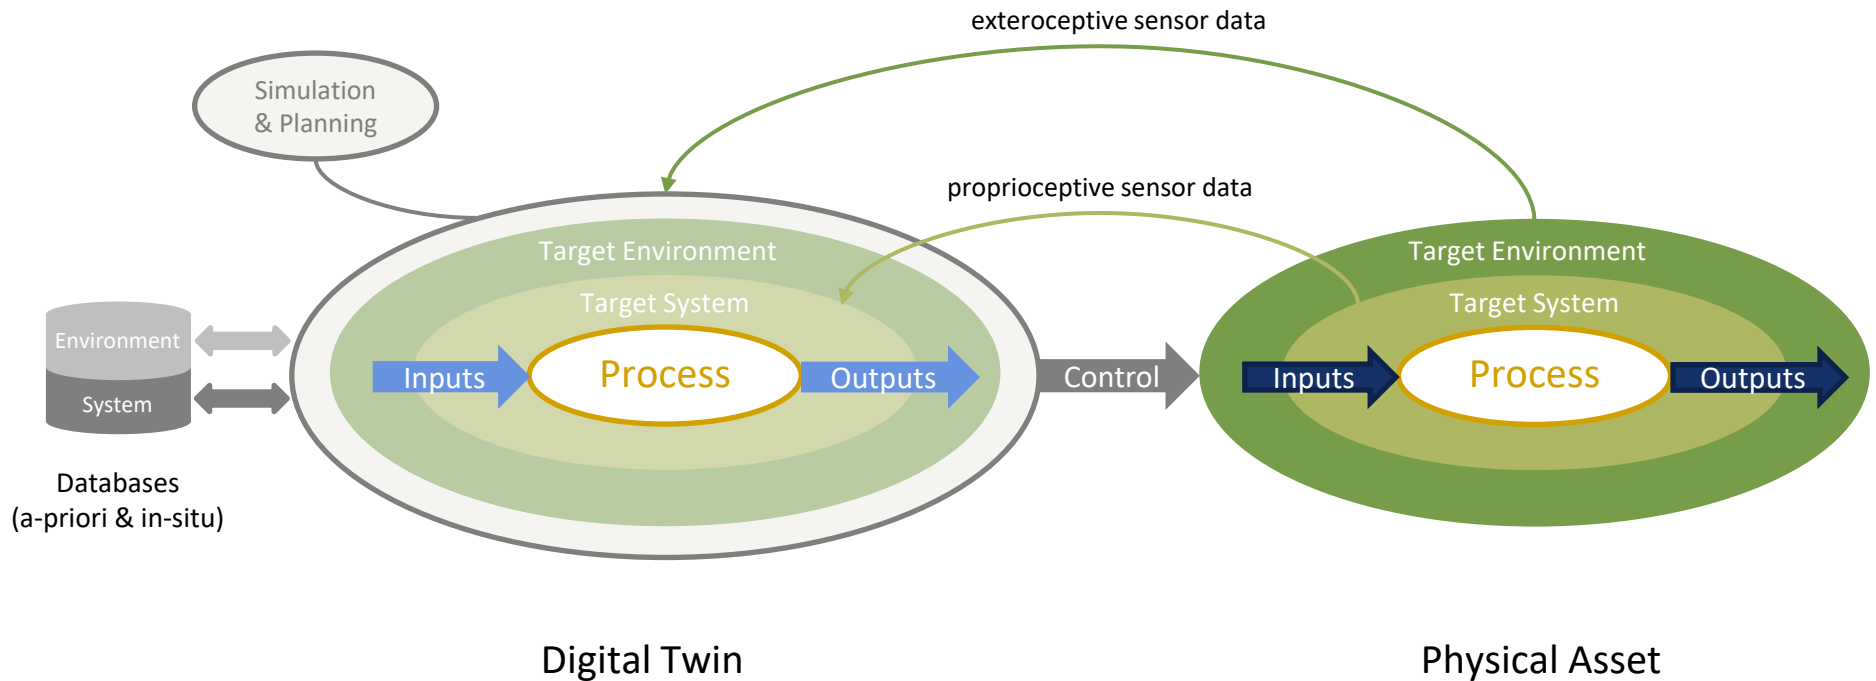 exteroceptive sensor data
Simulation
& Planning
proprioceptive sensor data
Target Environment
Target System
Inputs
Process
Outputs
Control
Target Environment
Target System
Inputs
Process
Outputs
Environment
System
Databases
(a-priori & in-situ)
Digital Twin
Physical Asset